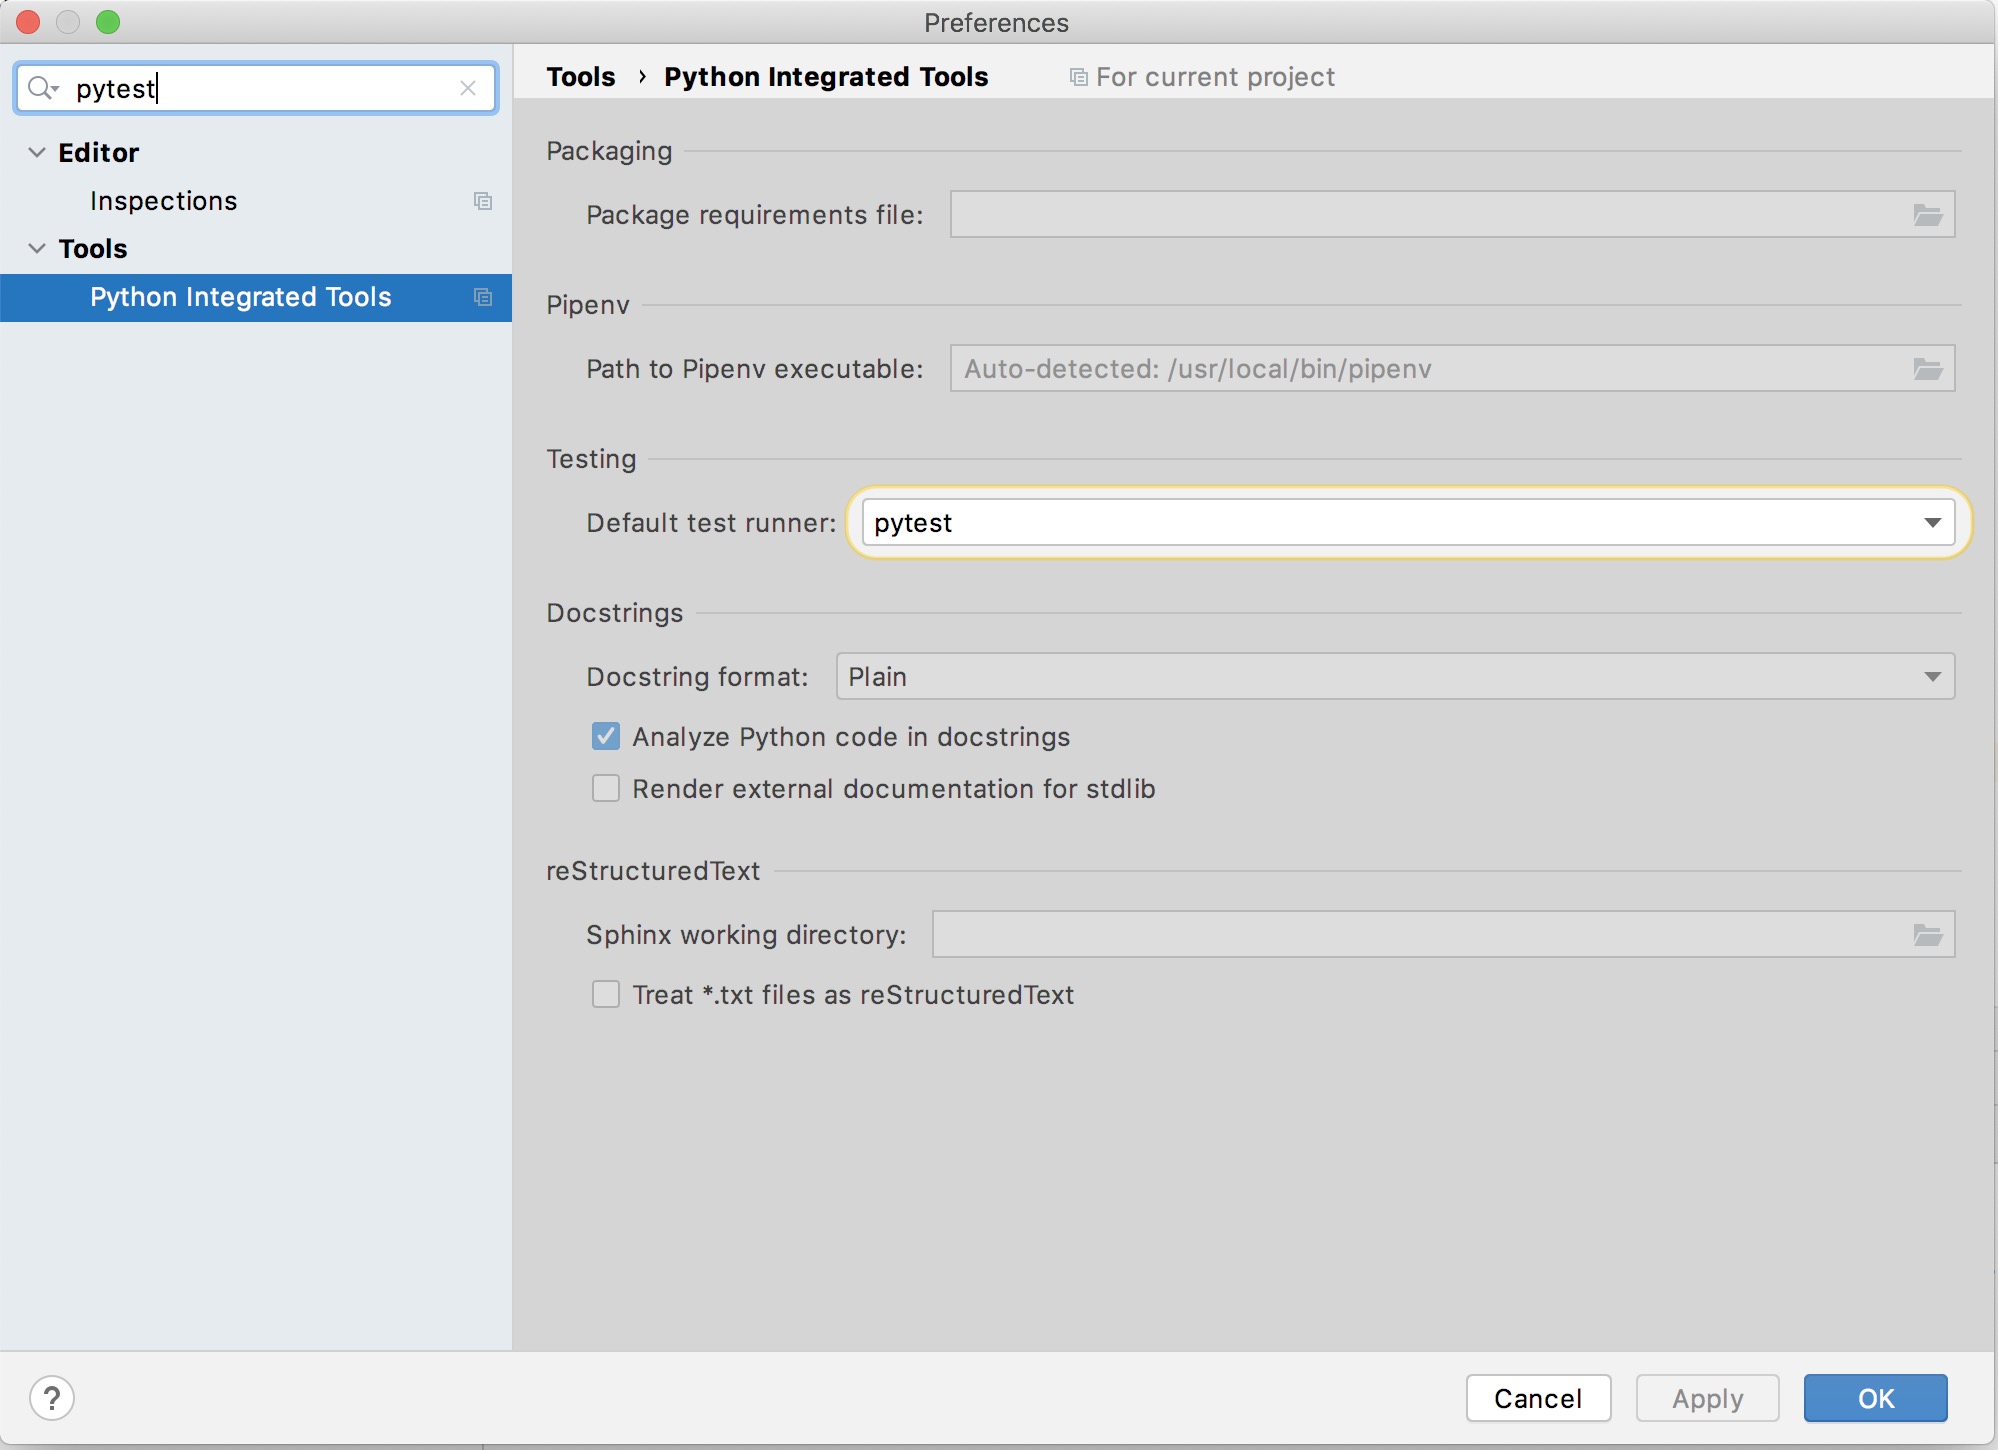 Preferences
pytest
Editor
Inspections
Tools
Python Integrated Tools
Tools › Python Integrated Tools For current project
Packaging
Package requirements file:
Pipenv
Path to Pipenv executable: Auto-detected: /usr/local/bin/pipenv
Testing
Default test runner: pytest
Docstrings
Docstring format: Plain
Analyze Python code in docstrings
Render external documentation for stdlib
reStructuredText
Sphinx working directory:
Treat *.txt files as reStructuredText
? Cancel Apply OK